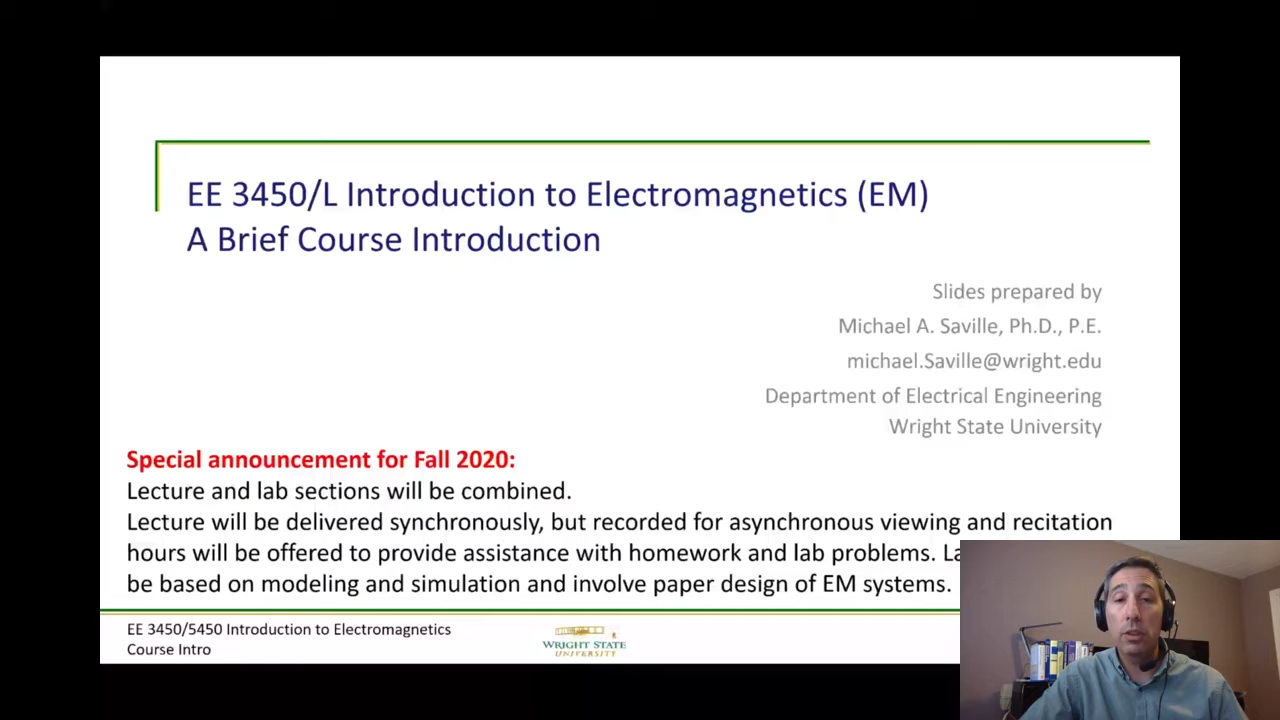 EE 3450/L Introduction to Electromagnetics (EM)
A Brief Course Introduction
Slides prepared by
Michael A. Saville, Ph.D., P.E.
michael.Saville@wright.edu
Department of Electrical Engineering
Wright State University
Special announcement for Fall 2020:
Lecture and lab sections will be combined.
Lecture will be delivered synchronously, but recorded for asynchronous viewing and recitation
hours will be offered to provide assistance with homework and lab problems.
be based on modeling and simulation and involve paper design of EM systems.
EE 3450/5450 Introduction to Electromagnetics
Course Intro
WRIGHT STATE
UNIVERSITY